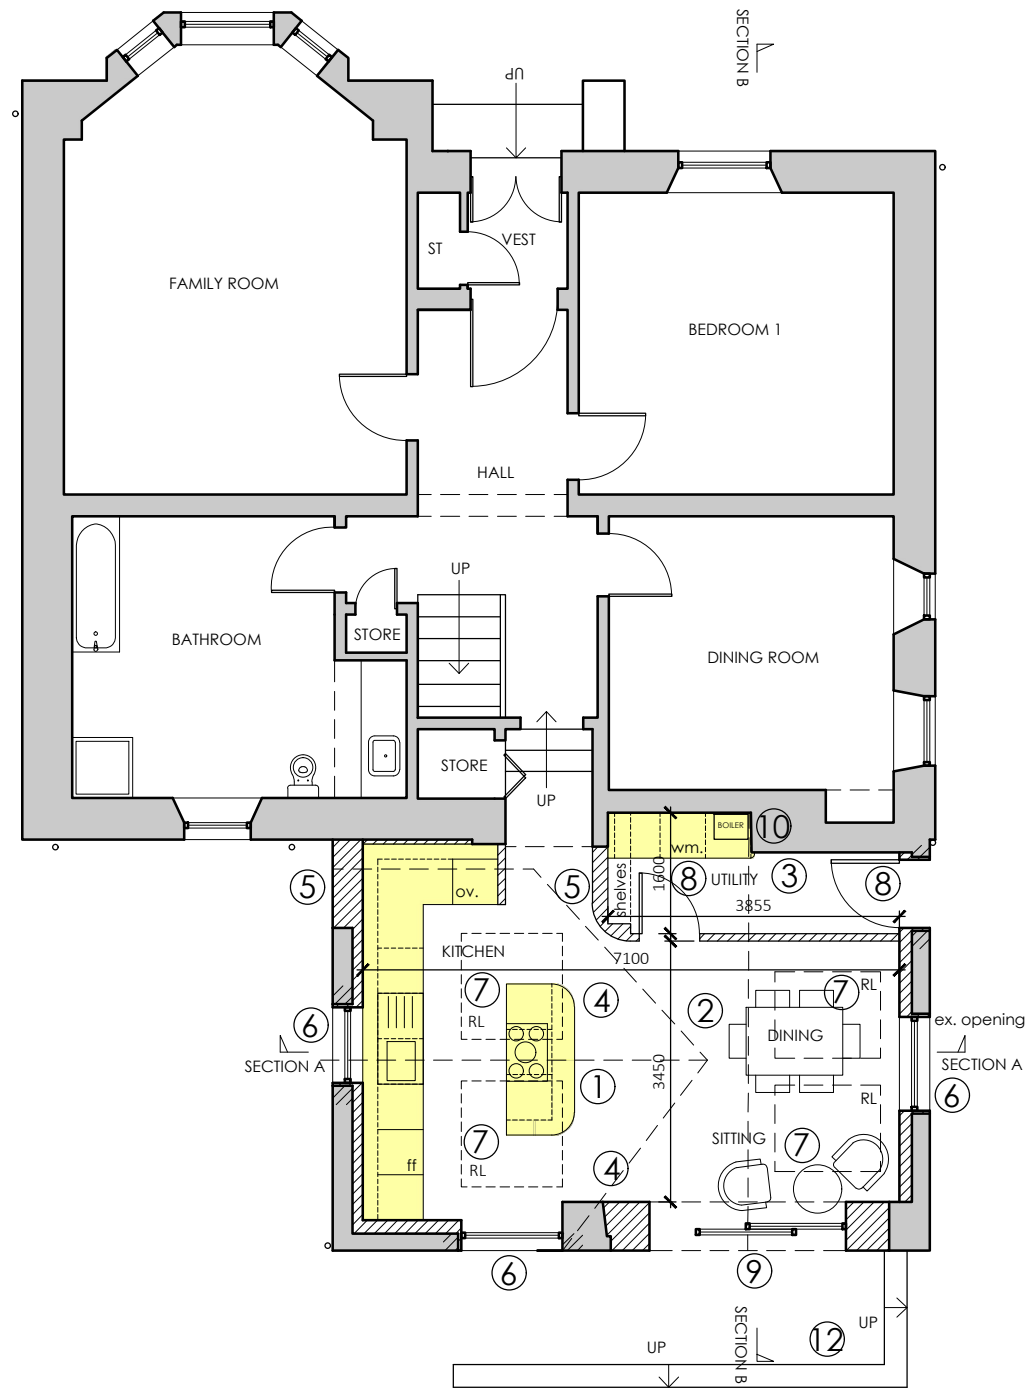 SECTION B
UP
ST
VEST
FAMILY ROOM
BEDROOM 1
HALL
UP
STORE
BATHROOM
DINING ROOM
STORE
UP
BOILER
10
wm.
ov.
5
5
shelves
1600
8
UTILITY
3
8
3855
KITCHEN
7100
7
RL
4
2
7
RL
6
DINING
ex. opening
SECTION A
SECTION A
3450
1
6
RL
7
RL
ff
4
SITTING
7
6
9
SECTION B
12
UP
UP